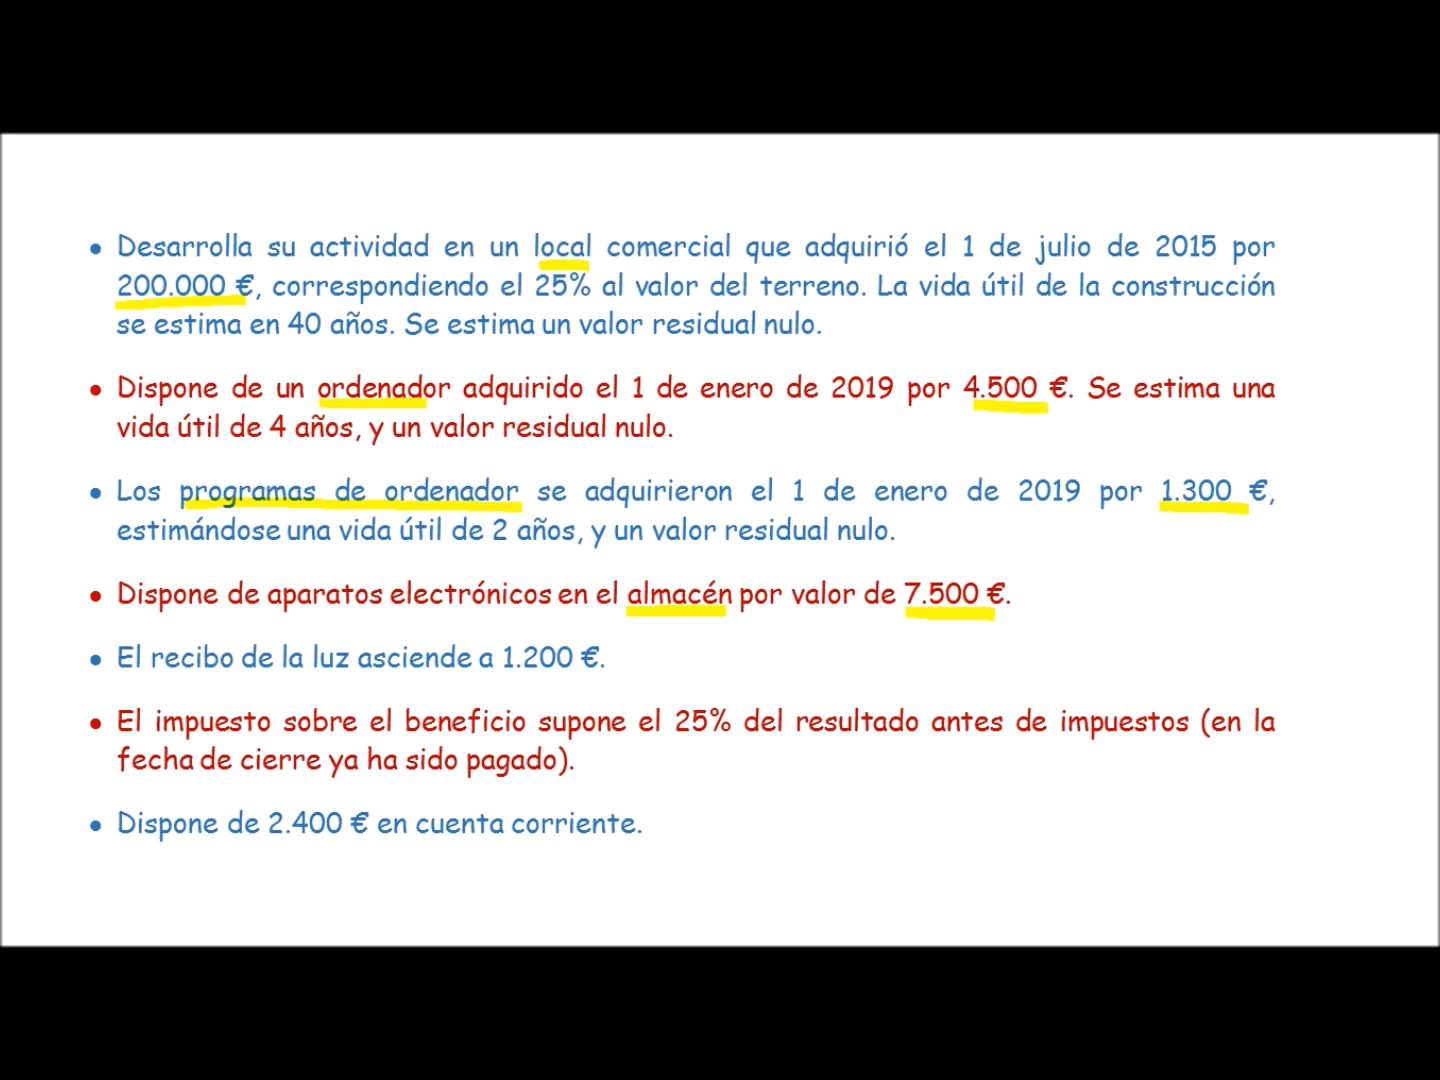 • Desarrolla su actividad en un local comercial que adquirió el 1 de julio de 2015 por
200.000 €, correspondiendo el 25% al valor del terreno. La vida útil de la construcción
se estima en 40 años. Se estima un valor residual nulo.
• Dispone de un ordenador adquirido el 1 de enero de 2019 por 4.500 €. Se estima una
vida útil de 4 años, y un valor residual nulo.
• Los programas de ordenador se adquirieron el 1 de enero de 2019 por 1.300 €,
estimándose una vida útil de 2 años, y un valor residual nulo.
• Dispone de aparatos electrónicos en el almacén por valor de 7.500 €.
• El recibo de la luz asciende a 1.200 €.
• El impuesto sobre el beneficio supone el 25% del resultado antes de impuestos (en la
fecha de cierre ya ha sido pagado).
• Dispone de 2.400 € en cuenta corriente.